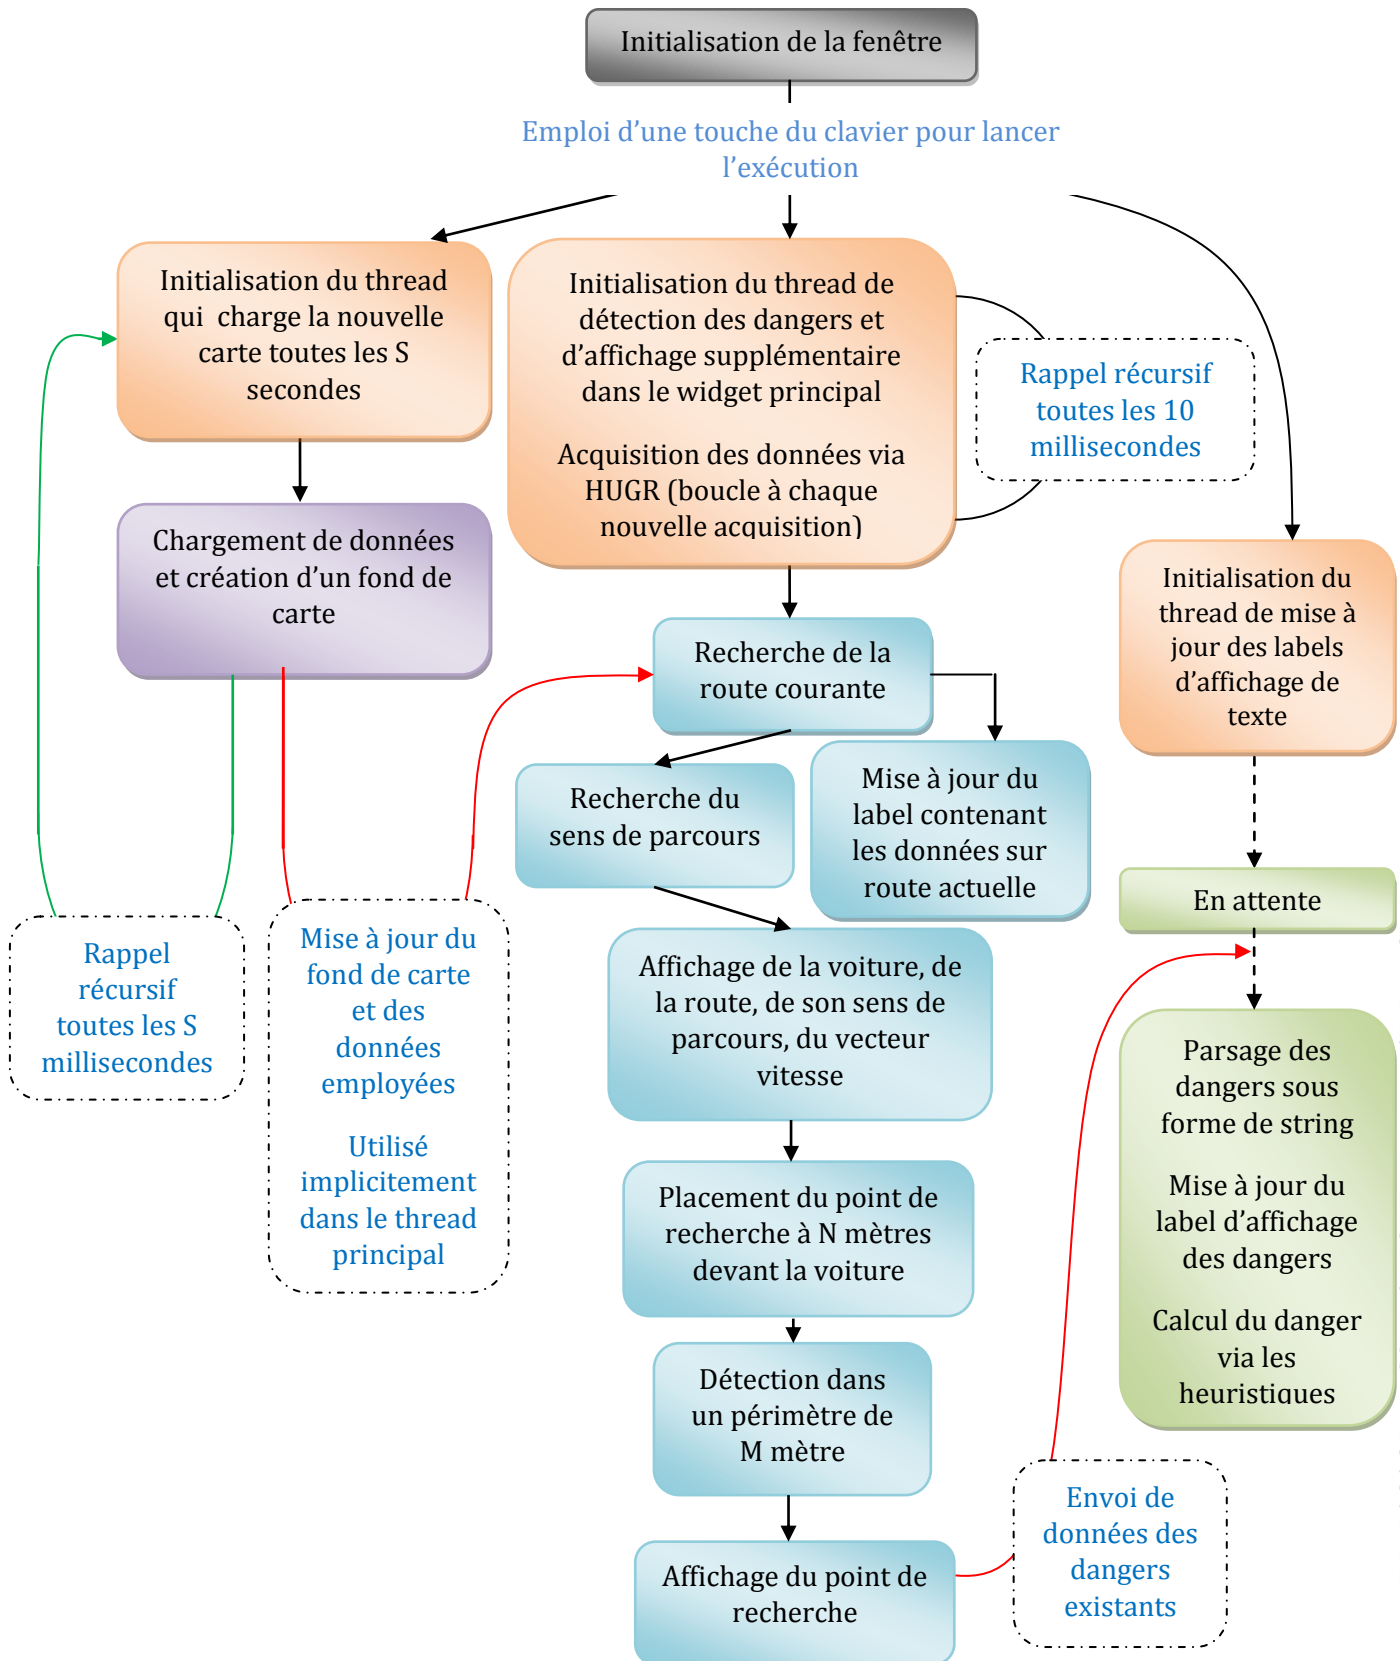 Initialisation de la fenêtre
Emploi d’une touche du clavier pour lancer
l’exécution
Initialisation du thread
qui charge la nouvelle
carte toutes les S
secondes
Initialisation du thread de
détection des dangers et
d’affichage supplémentaire
dans le widget principal
Acquisition des données via
HUGR (boucle à chaque
nouvelle acquisition)
Rappel récursif
toutes les 10
millisecondes
Chargement de données
et création d’un fond de
carte
Initialisation du
thread de mise à
jour des labels
d’affichage de
texte
Recherche de la
route courante
Recherche du
sens de parcours
Mise à jour du
label contenant
les données sur
route actuelle
En attente
Rappel
récursif
toutes les S
millisecondes
Mise à jour du
fond de carte
et des
données
employées
Utilisé
implicitement
dans le thread
principal
Affichage de la voiture, de
la route, de son sens de
parcours, du vecteur
vitesse
Parsage des
dangers sous
forme de string
Mise à jour du
label d’affichage
des dangers
Calcul du danger
via les
heuristiques
Placement du point de
recherche à N mètres
devant la voiture
Détection dans
un périmètre de
M mètre
Envoi de
données des
dangers
existants
Affichage du point de
recherche